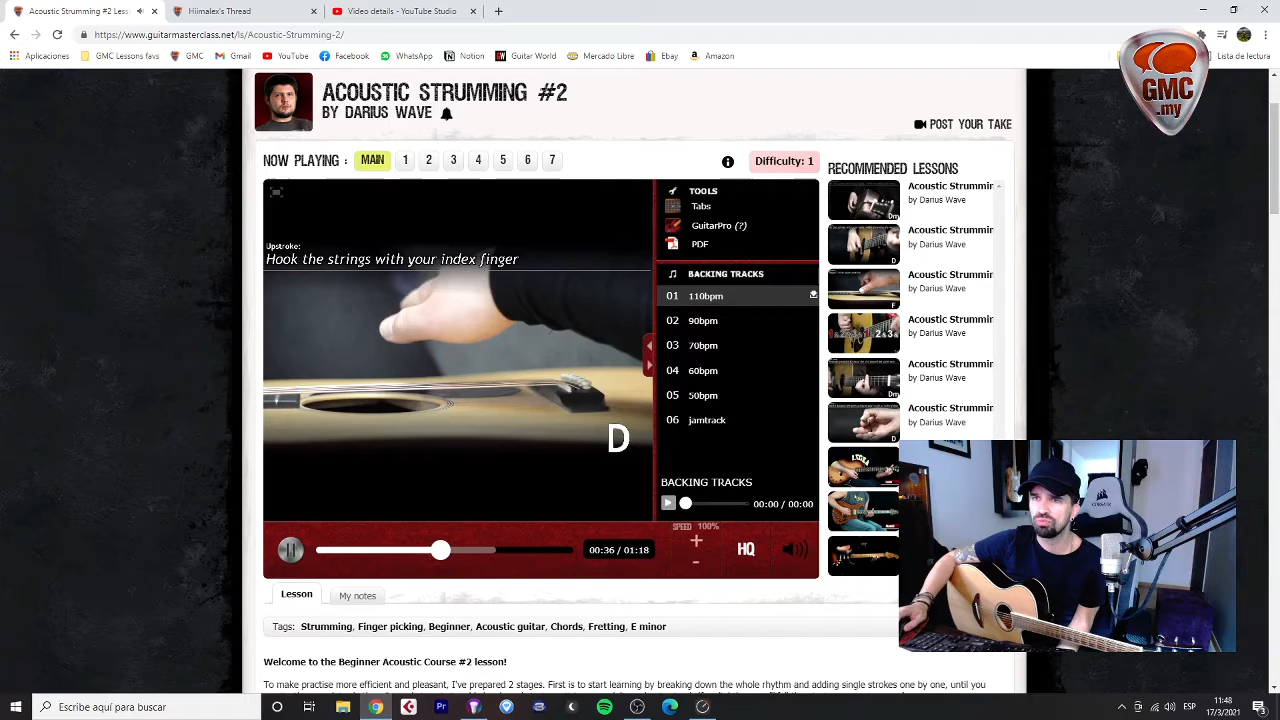 Acoustic Strumming #2 Less
Hiimalex's Thread
YouTube Studio
https://www.guitarmasterclass.net/ls/Acoustic-Strumming-2/
Aplicaciones
GMC Lessons favs
GMC
Gmail
YouTube
Facebook
WhatsApp
Notion
Guitar World
Mercado Libre
Ebay
Amazon
Lista de lectura
GMC
.my
ACOUSTIC STRUMMING #2
BY DARIUS WAVE
POST YOUR TAKE
NOW PLAYING : MAIN 1 2 3 4 5 6 7
Difficulty: 1
RECOMMENDED LESSONS
Upstroke:
Hook the strings with your index finger
D
TOOLS
Tabs
GuitarPro (?)
PDF
BACKING TRACKS
01 110bpm
02 90bpm
03 70bpm
04 60bpm
05 50bpm
06 jamtrack
BACKING TRACKS
00:00 / 00:00
Acoustic Strummin
by Darius Wave
Dm
Acoustic Strummin
by Darius Wave
D
Acoustic Strummin
by Darius Wave
F
Acoustic Strummin
by Darius Wave
Acoustic Strummin
by Darius Wave
Dm
Acoustic Strummin
by Darius Wave
D
00:36 / 01:18
SPEED 100%
+
-
HQ
Lesson
My notes
Tags: Strumming, Finger picking, Beginner, Acoustic guitar, Chords, Fretting, E minor
Welcome to the Beginner Acoustic Course #2 lesson!
To make practise more efficient and pleasant, I've prepared 2 stages. First is to start learning by breaking down the whole rhythm and adding single strokes one by one, until you
Escribe aquí para buscar
ESP
11:48
17/3/2021